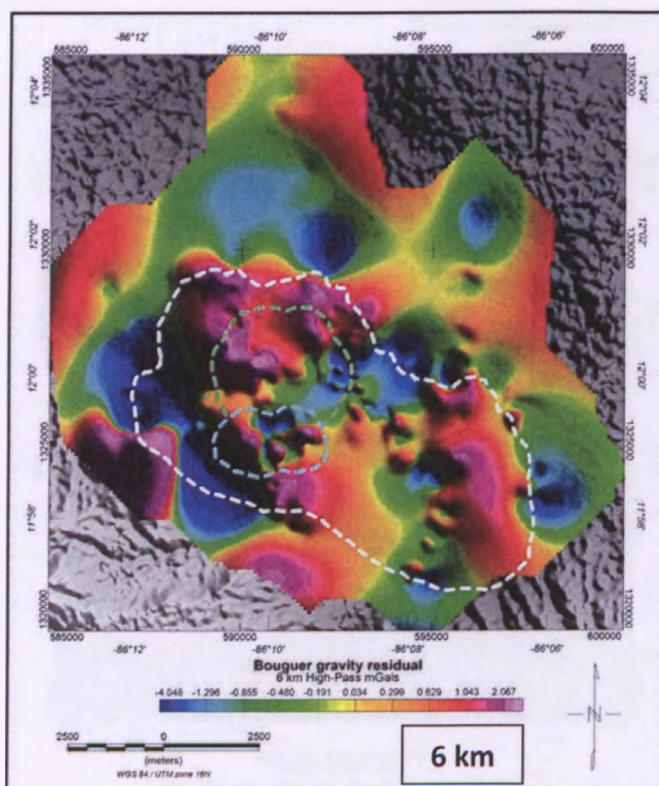 -86°12' -86°10' -86°08' -86°06'
585000 590000 595000 600000
12°04' 1335000 1335000 12°04'
12°02' 1330000 1330000 12°02'
12°00' 12°00'
1325000 1325000
11°58' 11°58'
1320000 1320000
585000 590000 595000 600000
-86°12' -86°10' -86°08' -86°06'
Bouguer gravity residual
6 km High-Pass mGals
-4.048 -1.296 -0.855 -0.480 -0.191 0.034 0.299 0.629 1.043 2.067
2500 0 2500
(meters)
WGS 84 / UTM zone 16N
6 km
N